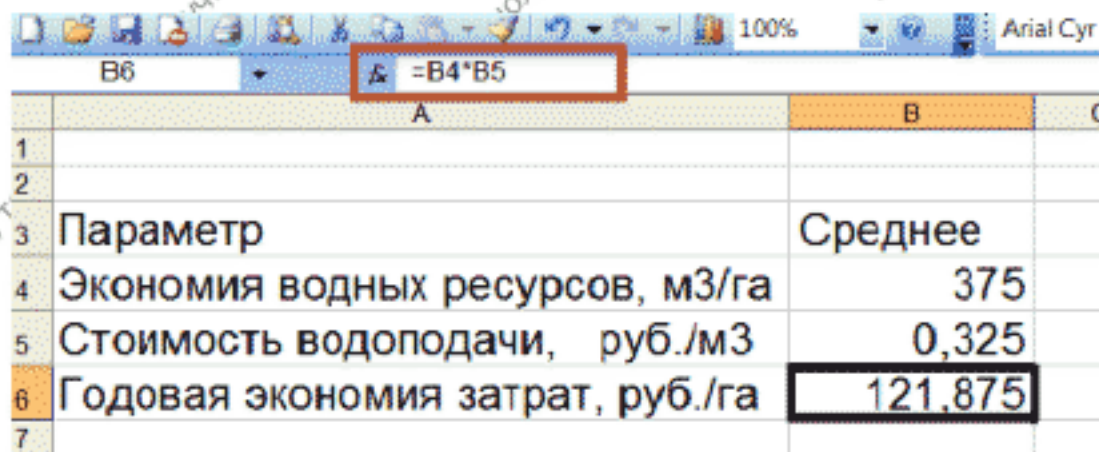 100% Arial Cyr
B6 fx =B4*B5
A B
1
2
3 Параметр Среднее
4 Экономия водных ресурсов, м3/га 375
5 Стоимость водоподачи, руб./м3 0,325
6 Годовая экономия затрат, руб./га 121,875
7